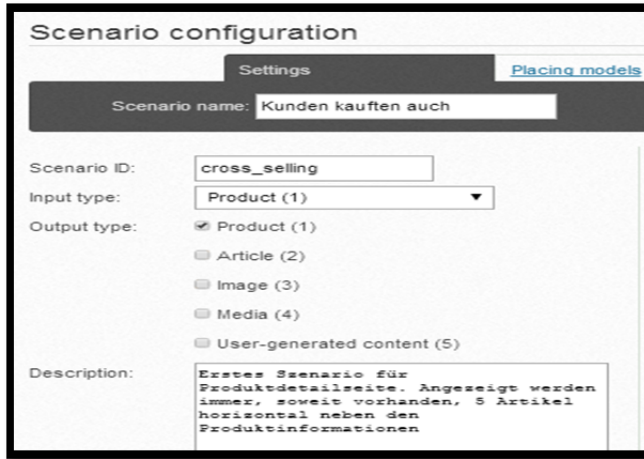 Scenario configuration
Settings
Placing models
Scenario name: Kunden kauften auch
Scenario ID: cross_selling
Input type: Product (1)
Output type: Product (1)
Article (2)
Image (3)
Media (4)
User-generated content (5)
Description: Erstes Szenario für
Produktdetailseite. Angezeigt werden
immer, soweit vorhanden, 5 Artikel
horizontal neben den
Produktinformationen